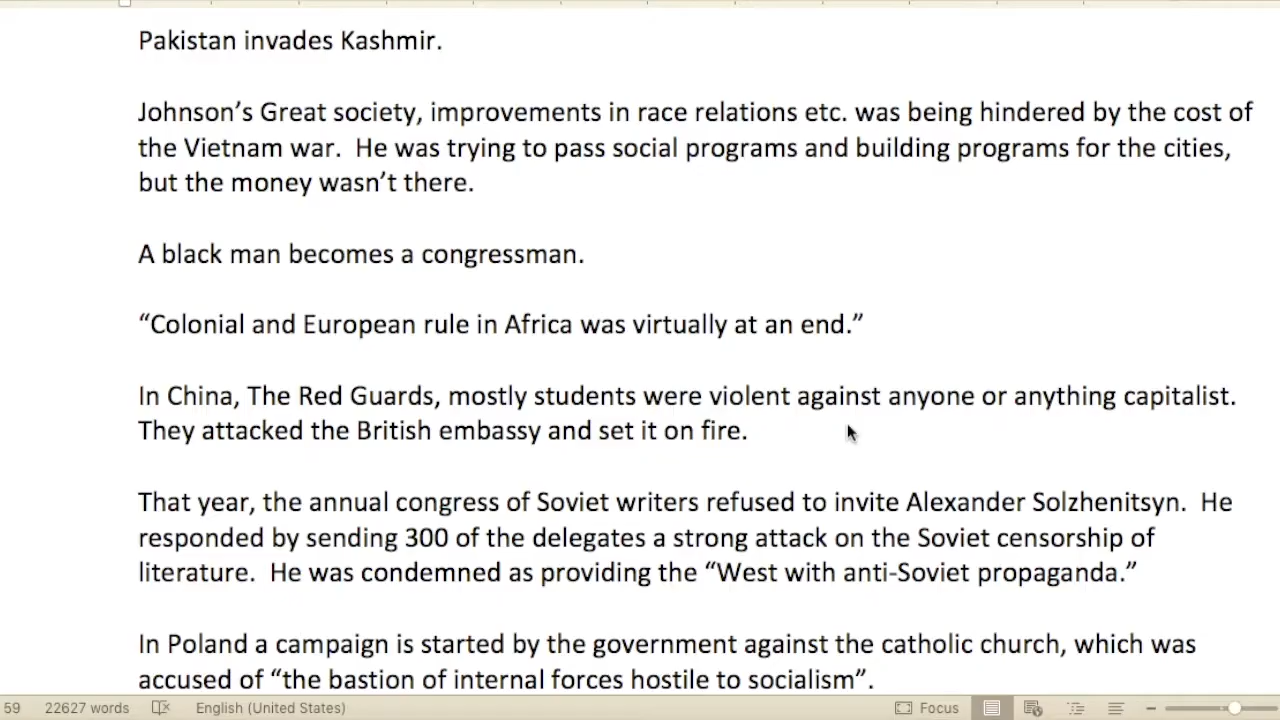 Pakistan invades Kashmir.
Johnson’s Great society, improvements in race relations etc. was being hindered by the cost of
the Vietnam war.  He was trying to pass social programs and building programs for the cities,
but the money wasn’t there.
A black man becomes a congressman.
“Colonial and European rule in Africa was virtually at an end.”
In China, The Red Guards, mostly students were violent against anyone or anything capitalist.
They attacked the British embassy and set it on fire.
That year, the annual congress of Soviet writers refused to invite Alexander Solzhenitsyn.  He
responded by sending 300 of the delegates a strong attack on the Soviet censorship of
literature.  He was condemned as providing the “West with anti-Soviet propaganda.”
In Poland a campaign is started by the government against the catholic church, which was
accused of “the bastion of internal forces hostile to socialism”.
59 22627 words English (United States) Focus